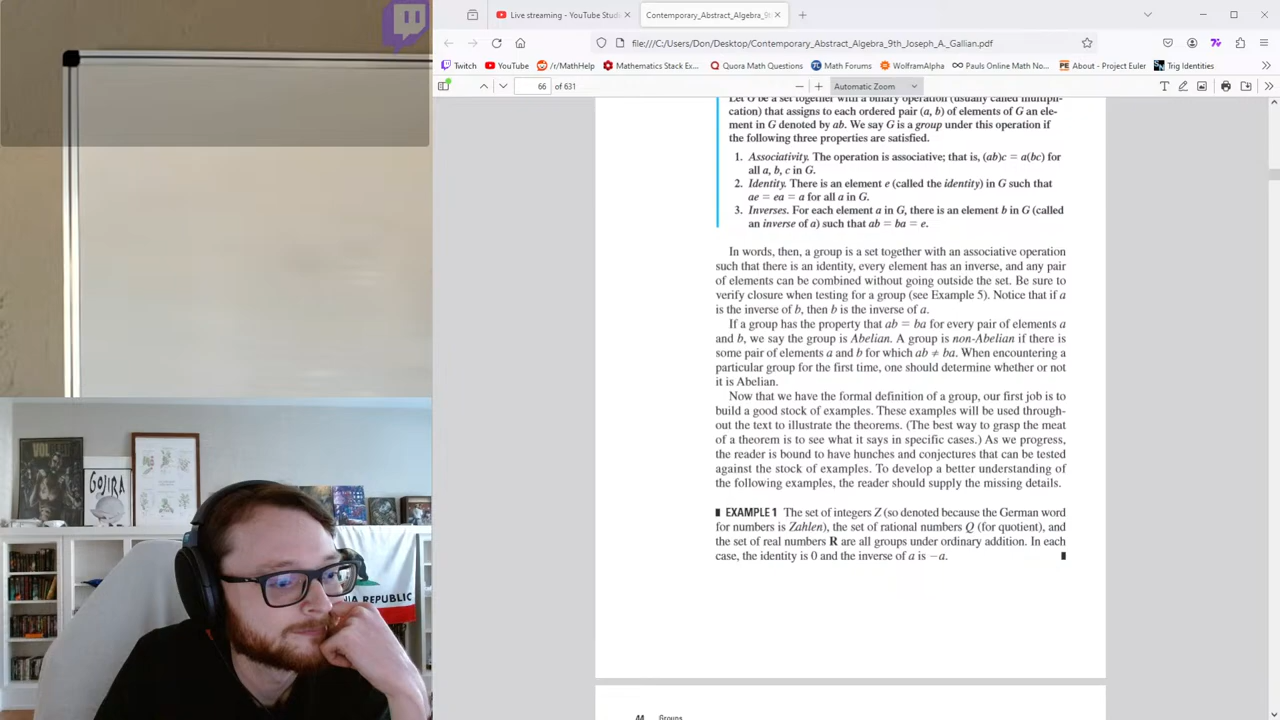 Live streaming - YouTube Studi
Contemporary_Abstract_Algebra_9th
file:///C:/Users/Don/Desktop/Contemporary_Abstract_Algebra_9th_Joseph_A._Gallian.pdf
Twitch
YouTube
(r/MathHelp
Mathematics Stack Ex...
Quora Math Questions
Math Forums
WolframAlpha
Pauls Online Math No...
About - Project Euler
Trig Identities
66 of 631
Automatic Zoom
Let G be a set together with a binary operation (usually called multipli-
cation) that assigns to each ordered pair (a, b) of elements of G an ele-
ment in G denoted by ab. We say G is a group under this operation if
the following three properties are satisfied.
1. Associativity. The operation is associative; that is, (ab)c = a(bc) for
all a, b, c in G.
2. Identity. There is an element e (called the identity) in G such that
ae = ea = a for all a in G.
3. Inverses. For each element a in G, there is an element b in G (called
an inverse of a) such that ab = ba = e.
In words, then, a group is a set together with an associative operation
such that there is an identity, every element has an inverse, and any pair
of elements can be combined without going outside the set. Be sure to
verify closure when testing for a group (see Example 5). Notice that if a
is the inverse of b, then b is the inverse of a.
If a group has the property that ab = ba for every pair of elements a
and b, we say the group is Abelian. A group is non-Abelian if there is
some pair of elements a and b for which ab ≠ ba. When encountering a
particular group for the first time, one should determine whether or not
it is Abelian.
Now that we have the formal definition of a group, our first job is to
build a good stock of examples. These examples will be used through-
out the text to illustrate the theorems. (The best way to grasp the meat
of a theorem is to see what it says in specific cases.) As we progress,
the reader is bound to have hunches and conjectures that can be tested
against the stock of examples. To develop a better understanding of
the following examples, the reader should supply the missing details.
EXAMPLE 1 The set of integers Z (so denoted because the German word
for numbers is Zahlen), the set of rational numbers Q (for quotient), and
the set of real numbers R are all groups under ordinary addition. In each
case, the identity is 0 and the inverse of a is −a.
44 Groups
VOL
GOJIRA
NIA REPUBLIC